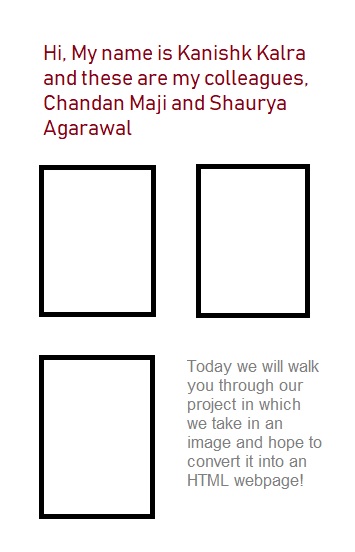 Hi, My name is Kanishk Kalra
and these are my colleagues,
Chandan Maji and Shaurya
Agarawal
Today we will walk
you through our
project in which
we take in an
image and hope to
convert it into an
HTML webpage!